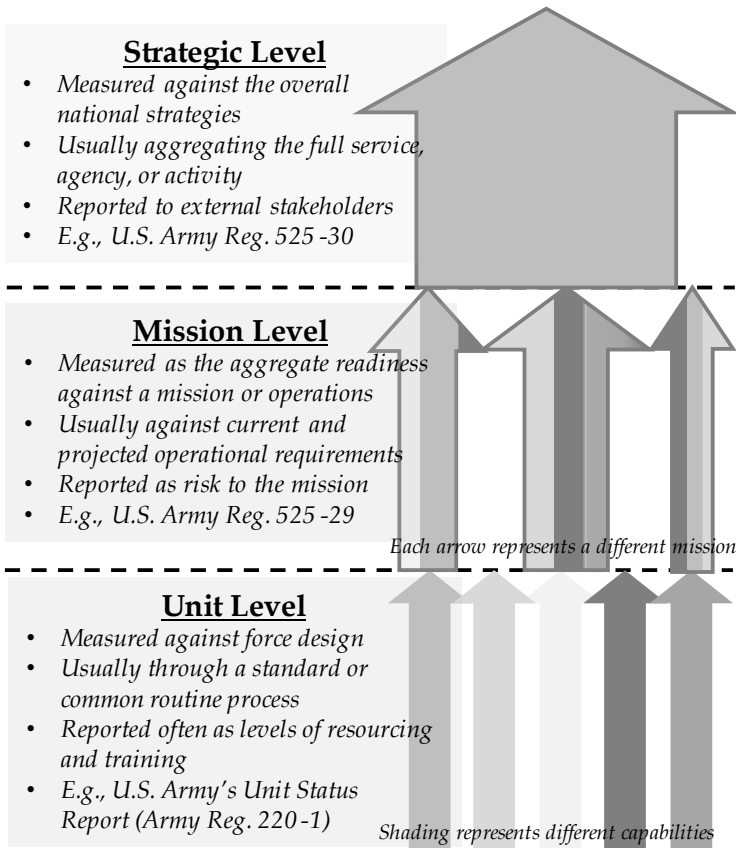 Strategic Level
• Measured against the overall
national strategies
• Usually aggregating the full service,
agency, or activity
• Reported to external stakeholders
• E.g., U.S. Army Reg. 525-30
Mission Level
• Measured as the aggregate readiness
against a mission or operations
• Usually against current and
projected operational requirements
• Reported as risk to the mission
• E.g., U.S. Army Reg. 525-29
Each arrow represents a different mission
Unit Level
• Measured against force design
• Usually through a standard or
common routine process
• Reported often as levels of resourcing
and training
• E.g., U.S. Army's Unit Status
Report (Army Reg. 220-1)
Shading represents different capabilities